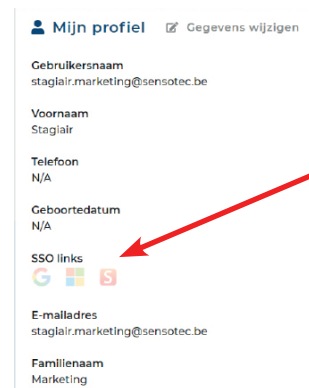 Mijn profiel Gegevens wijzigen
Gebruikersnaam
stagiair.marketing@sensotec.be
Voornaam
Stagiair
Telefoon
N/A
Geboortedatum
N/A
SSO links
G S
E-mailadres
stagiair.marketing@sensotec.be
Familienaam
Marketing